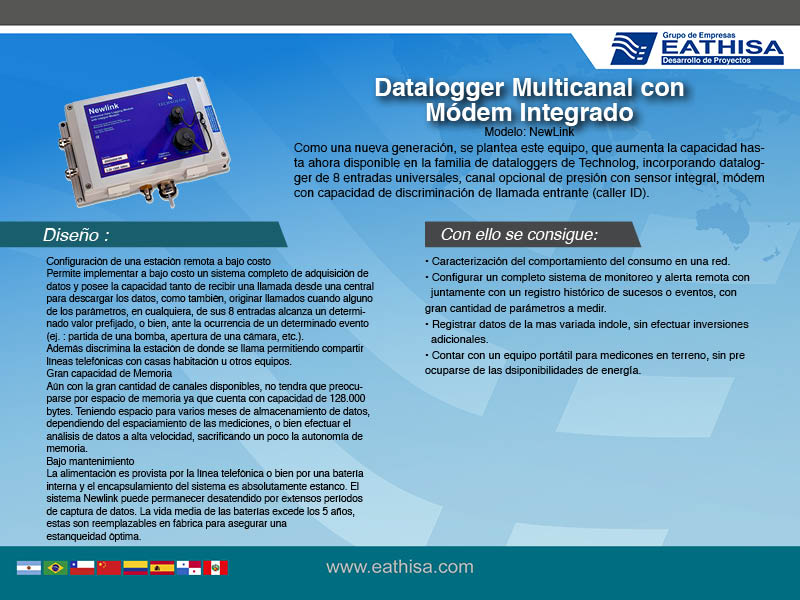 Grupo de Empresas
EATHISA
Desarrollo de Proyectos
Newlink
TECHNOLOG
Datalogger Multicanal con
Módem Integrado
Modelo: NewLink
Como una nueva generación, se plantea este equipo, que aumenta la capacidad has-
ta ahora disponible en la familia de dataloggers de Technolog, incorporando datalog-
ger de 8 entradas universales, canal opcional de presión con sensor integral, módem
con capacidad de discriminación de llamada entrante (caller ID).
Diseño :
Configuración de una estación remota a bajo costo
Permite implementar a bajo costo un sistema completo de adquisición de
datos y posee la capacidad tanto de recibir una llamada desde una central
para descargar los datos, como también, originar llamados cuando alguno
de los parámetros, en cualquiera, de sus 8 entradas alcanza un determi-
nado valor prefijado, o bien, ante la ocurrencia de un determinado evento
(ej. : partida de una bomba, apertura de una cámara, etc.).
Además discrimina la estación de donde se llama permitiendo compartir
líneas telefónicas con casas habitación u otros equipos.
Gran capacidad de Memoria
Aún con la gran cantidad de canales disponibles, no tendra que preocu-
parse por espacio de memoria ya que cuenta con capacidad de 128.000
bytes. Teniendo espacio para varios meses de almacenamiento de datos,
dependiendo del espaciamiento de las mediciones, o bien efectuar el
análisis de datos a alta velocidad, sacrificando un poco la autonomía de
memoria.
Bajo mantenimiento
La alimentación es provista por la línea telefónica o bien por una batería
interna y el encapsulamiento del sistema es absolutamente estanco. El
sistema Newlink puede permanecer desatendido por extensos períodos
de captura de datos. La vida media de las baterías excede los 5 años,
estas son reemplazables en fábrica para asegurar una
estanqueidad óptima.
Con ello se consigue:
• Caracterización del comportamiento del consumo en una red.
• Configurar un completo sistema de monitoreo y alerta remota con
juntamente con un registro histórico de sucesos o eventos, con
gran cantidad de parámetros a medir.
• Registrar datos de la mas variada indole, sin efectuar inversiones
adicionales.
• Contar con un equipo portátil para medicones en terreno, sin pre
ocuparse de las dsiponibilidades de energía.
www.eathisa.com